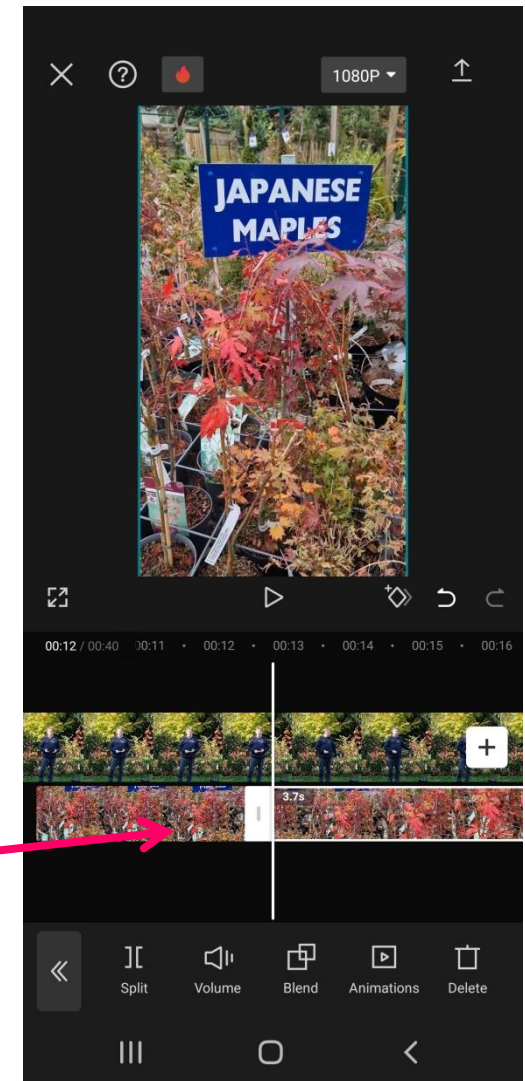 1080P
JAPANESE
MAPLES
00:12 / 00:40 00:11 • 00:12 • 00:13 • 00:14 • 00:15 • 00:16
3.7s
Split Volume Blend Animations Delete